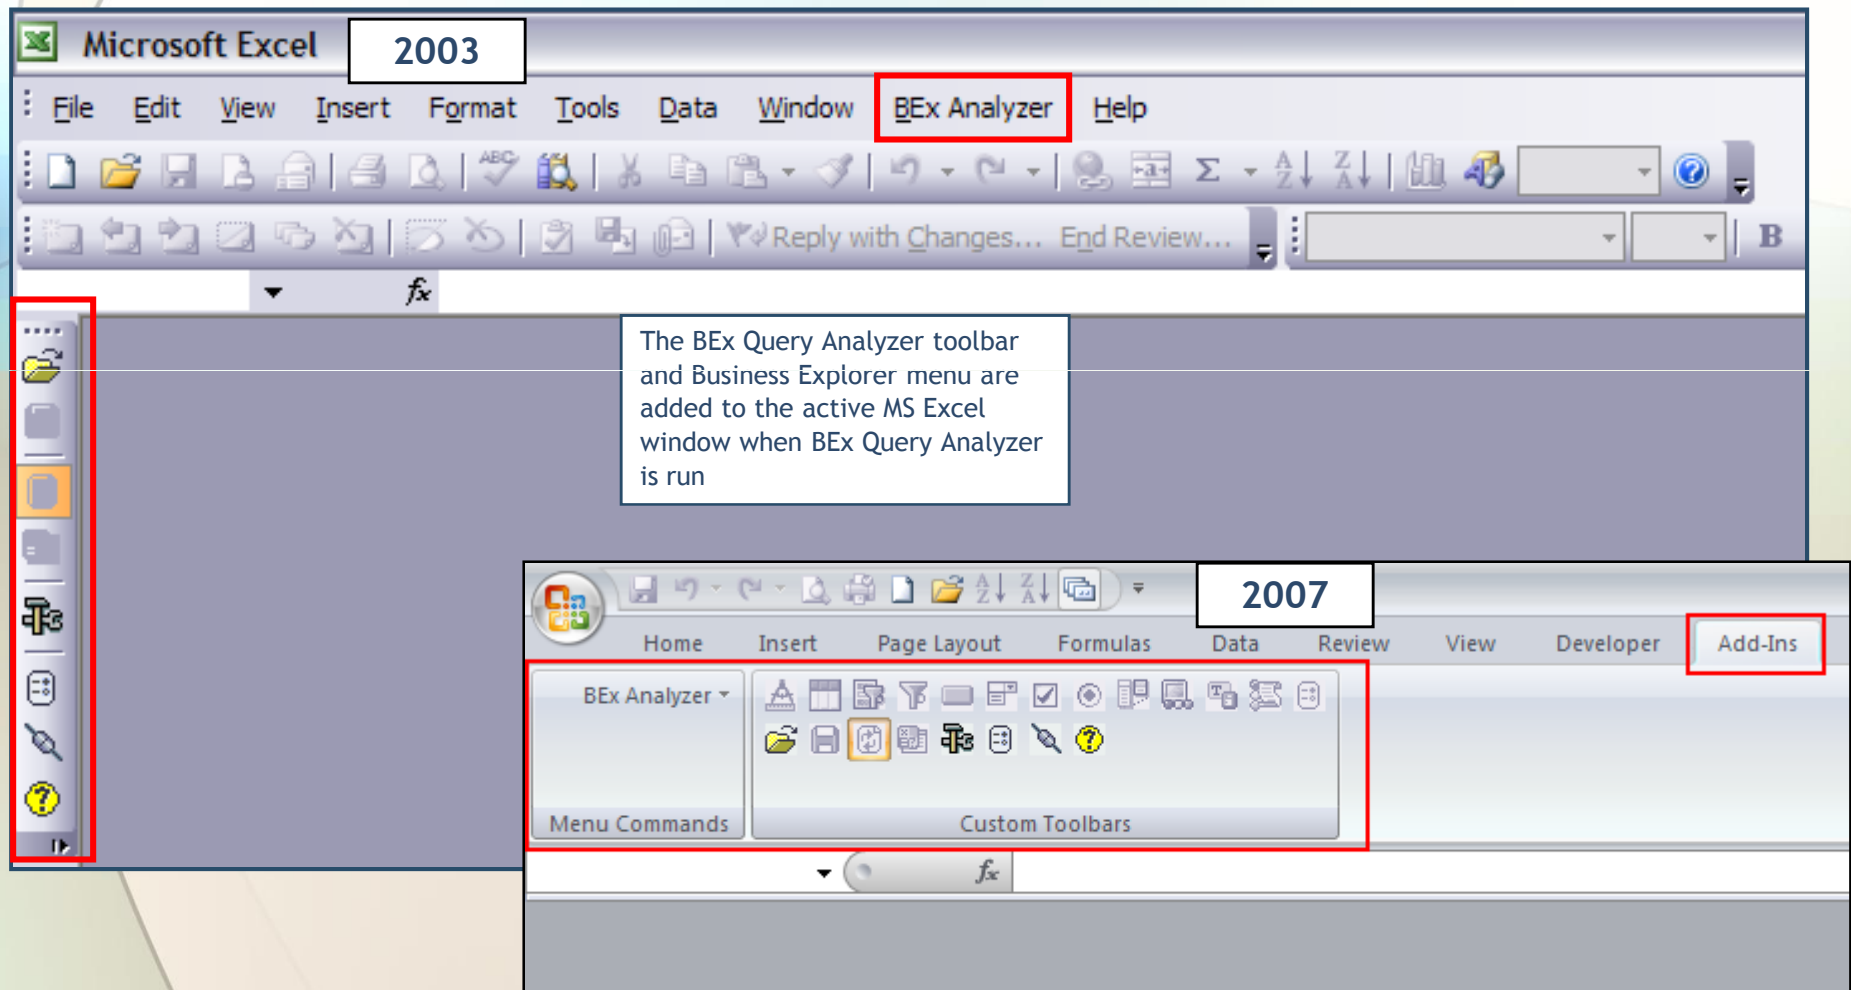 Microsoft Excel
2003
File Edit View Insert Format Tools Data Window BEx Analyzer Help
ABC
A
Z
Z
A
Reply with Changes... End Review...
B
fx
The BEx Query Analyzer toolbar
and Business Explorer menu are
added to the active MS Excel
window when BEx Query Analyzer
is run
2007
A
Z
Z
A
Home Insert Page Layout Formulas Data Review View Developer Add-Ins
BEx Analyzer
Menu Commands
Custom Toolbars
fx